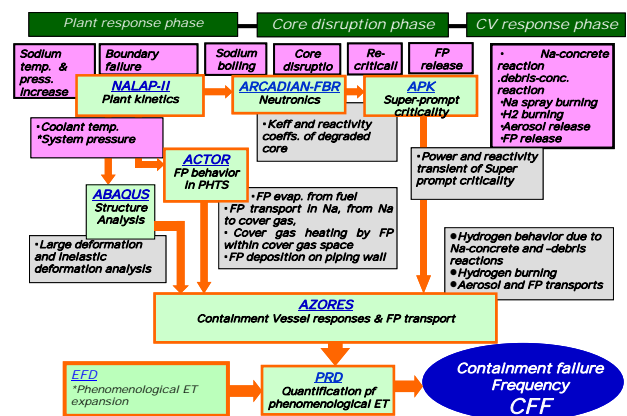 Plant response phase
Core disruption phase
CV response phase
Sodium
temp. &
press.
Increase
Boundary
failure
Sodium
boiling
Core
disruptio
Re-
criticali
FP
release
• Na-concrete
reaction
.debris-conc.
reaction
•Na spray burning
•H2 burning
•Aerosol release
•FP release
NALAP-II
Plant kinetics
ARCADIAN-FBR
Neutronics
APK
Super-prompt
criticality
•Keff and reactivity
coeffs. of degraded
core
•Coolant temp.
*System pressure
ACTOR
FP behavior
in PHTS
•Power and reactivity
transient of Super
prompt criticality
ABAQUS
Structure
Analysis
•FP evap. from fuel
•FP transport in Na, from Na
to cover gas,
• Cover gas heating by FP
within cover gas space
•FP deposition on piping wall
•Large deformation
and inelastic
deformation analysis
●Hydrogen behavior due to
Na-concrete and –debris
reactions
●Hydrogen burning
●Aerosol and FP transports
AZORES
Containment Vessel responses & FP transport
EFD
*Phenomenological ET
expansion
PRD
Quantification pf
phenomenological ET
Containment failure
Frequency
CFF